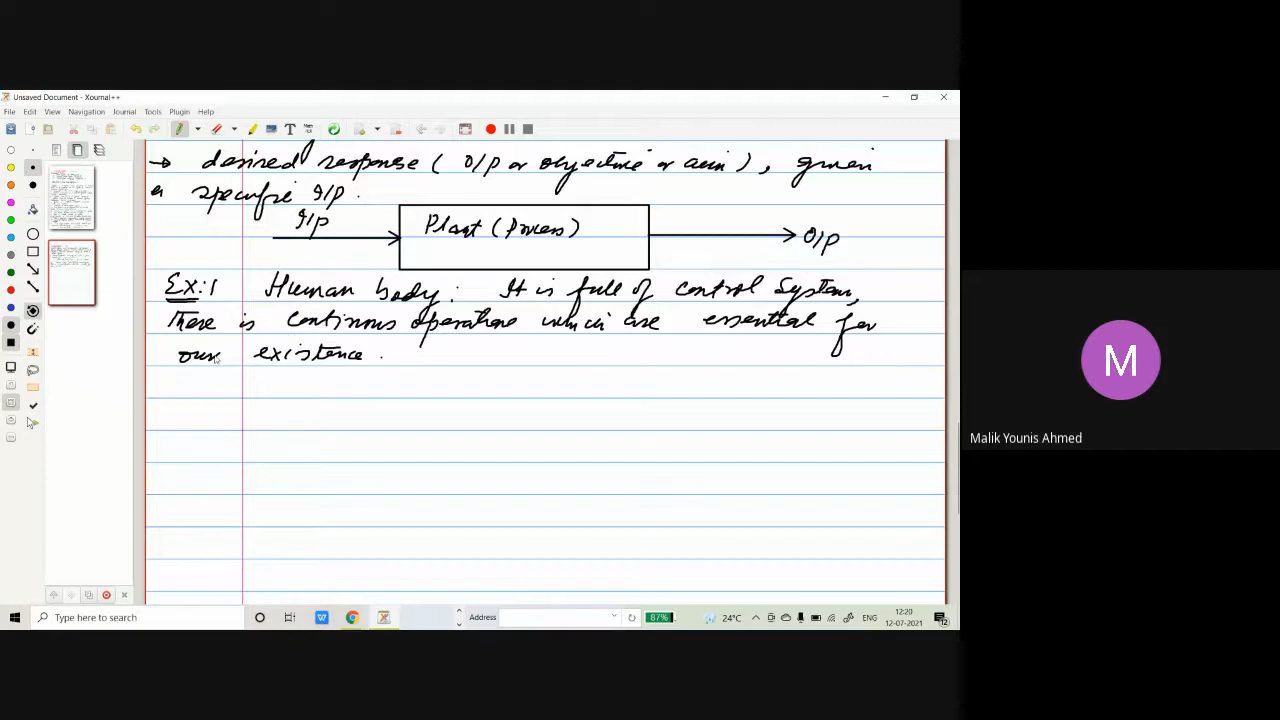 Unsaved Document - Xournal++
File Edit View Navigation Journal Tools Plugin Help
→ desired response ( O/P or objective or aim ), given
a specific I/P.
I/P
Plant (Process)
O/P
Ex:1 Human body: It is full of control System,
There is continous operations which are essential for
our existence.
Malik Younis Ahmed
M
Type here to search
Address
87%
24°C
ENG
12:20
12-07-2021